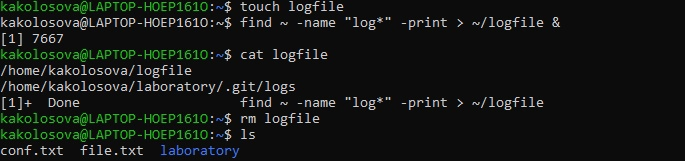 kakolosova@LAPTOP-HOEP161O:~$ touch logfile
kakolosova@LAPTOP-HOEP161O:~$ find ~ -name "log*" -print > ~/logfile &
[1] 7667
kakolosova@LAPTOP-HOEP161O:~$ cat logfile
/home/kakolosova/logfile
/home/kakolosova/laboratory/.git/logs
[1]+  Done                    find ~ -name "log*" -print > ~/logfile
kakolosova@LAPTOP-HOEP161O:~$ rm logfile
kakolosova@LAPTOP-HOEP161O:~$ ls
conf.txt  file.txt  laboratory